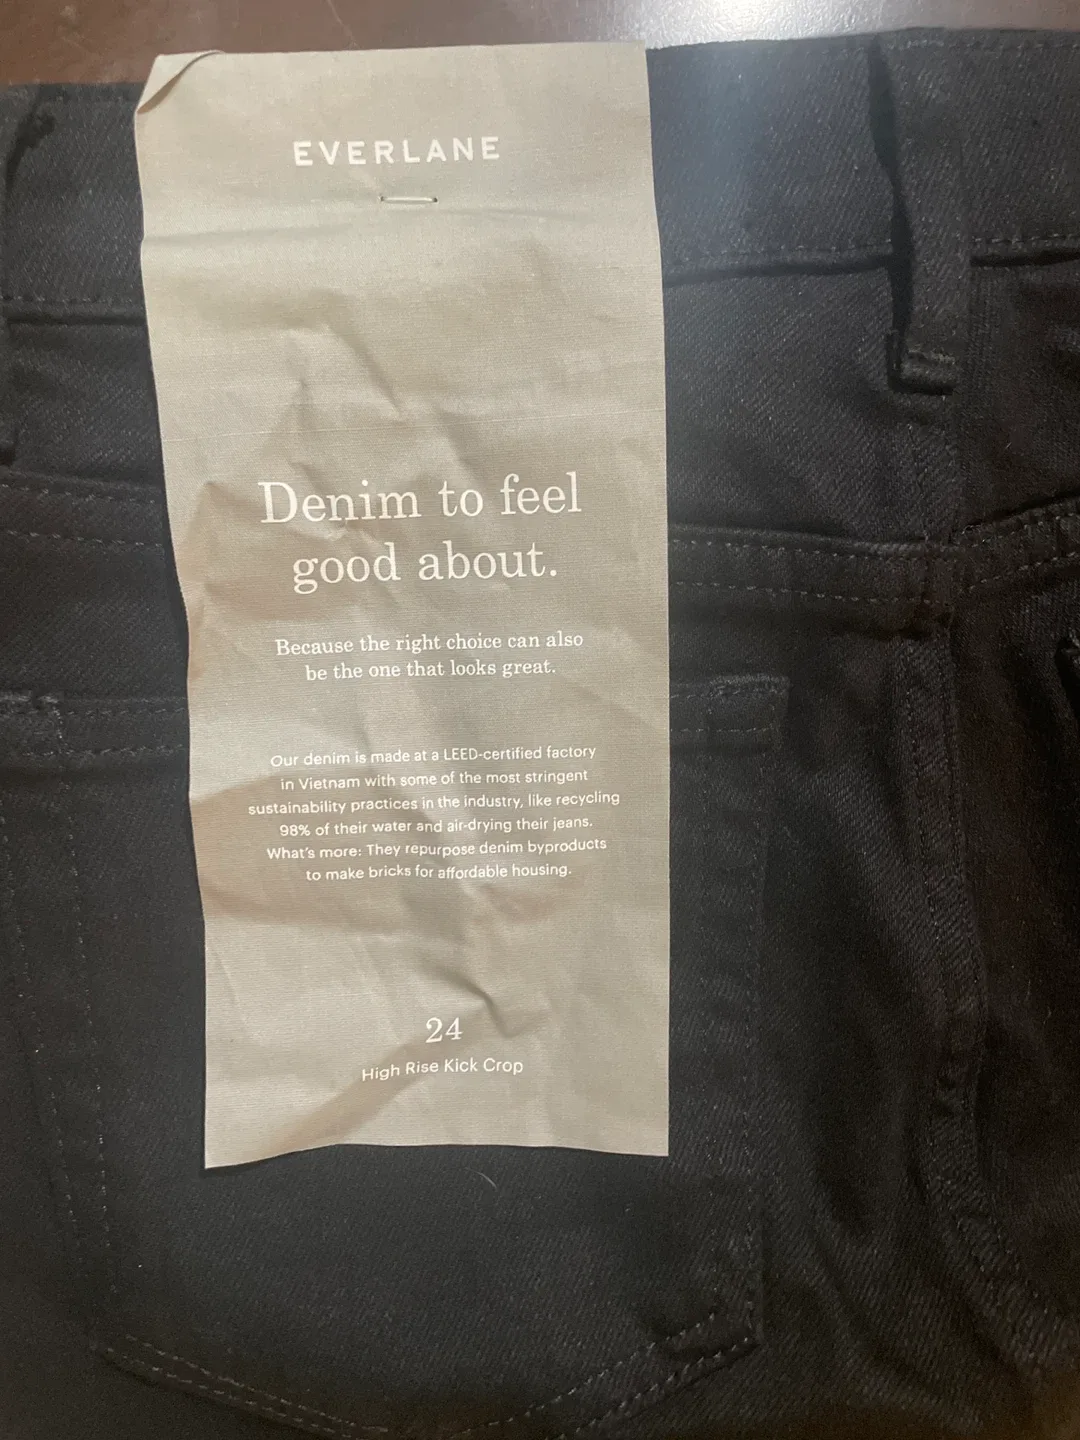 EVERLANE
Denim to feel
good about.
Because the right choice can also
be the one that looks great.
Our denim is made at a LEED-certified factory
in Vietnam with some of the most stringent
sustainability practices in the industry, like recycling
98% of their water and air-drying their jeans.
What's more: They repurpose denim byproducts
to make bricks for affordable housing.
24
High Rise Kick Crop